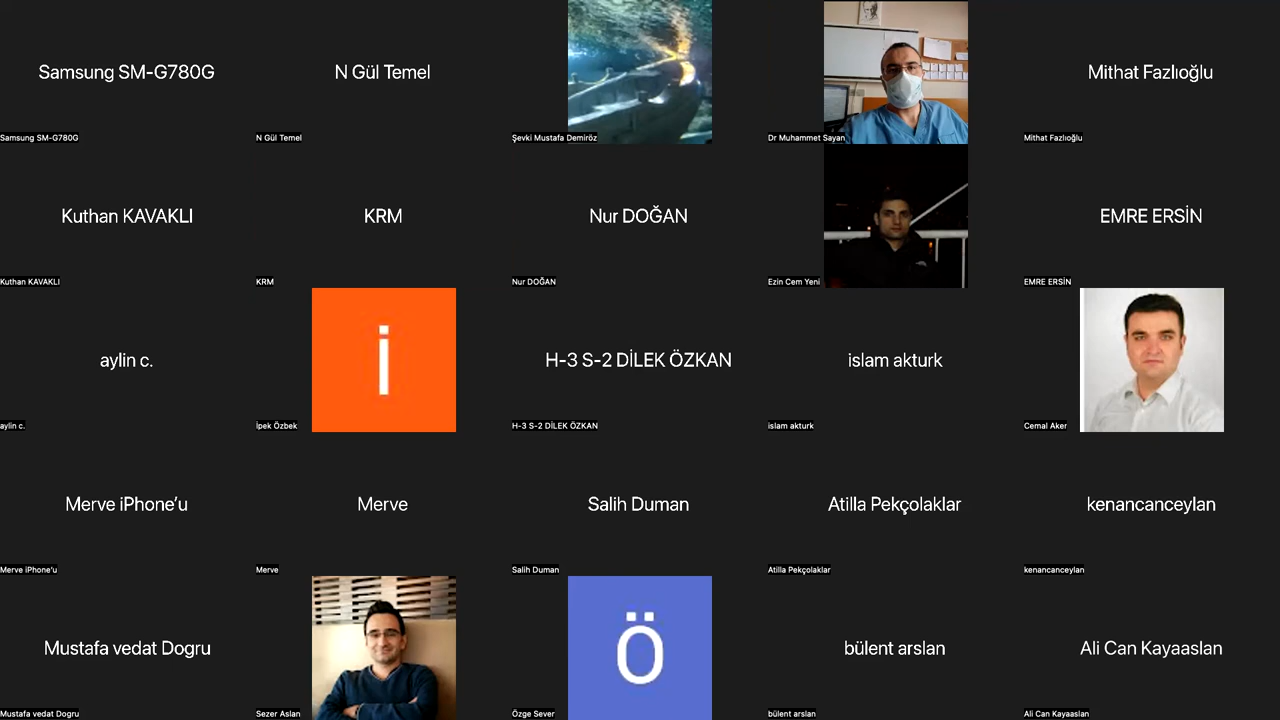 Samsung SM-G780G
N Gül Temel
Mithat Fazlıoğlu
Samsung SM-G780G
N Gül Temel
Şevki Mustafa Demiröz
Dr Muhammet Sayan
Mithat Fazlıoğlu
Kuthan KAVAKLI
KRM
Nur DOĞAN
EMRE ERSİN
Kuthan KAVAKLI
KRM
Nur DOĞAN
Ezin Cem Yeni
EMRE ERSİN
aylin c.
i
H-3 S-2 DİLEK ÖZKAN
islam akturk
aylin c.
İpek Özbek
H-3 S-2 DİLEK ÖZKAN
islam akturk
Cemal Aker
Merve iPhone’u
Merve
Salih Duman
Atilla Pekçolaklar
kenancanceylan
Merve iPhone’u
Merve
Salih Duman
Atilla Pekçolaklar
kenancanceylan
Mustafa vedat Dogru
Ö
bülent arslan
Ali Can Kayaaslan
Mustafa vedat Dogru
Sezer Aslan
Özge Sever
bülent arslan
Ali Can Kayaaslan